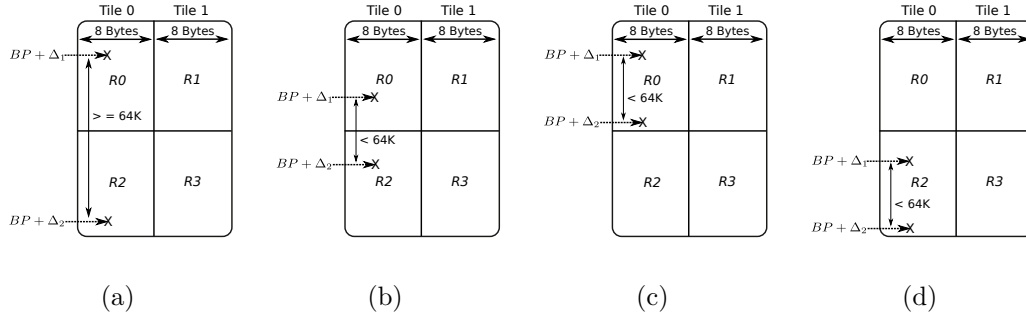 Tile 0 Tile 1
8 Bytes 8 Bytes
BP + Δ₁ X
R0 R1
> = 64K
R2 R3
BP + Δ₂ X
(a)
Tile 0 Tile 1
8 Bytes 8 Bytes
R0 R1
BP + Δ₁ X
< 64K
BP + Δ₂ X
R2 R3
(b)
Tile 0 Tile 1
8 Bytes 8 Bytes
BP + Δ₁ X
R0 R1
< 64K
BP + Δ₂ X
R2 R3
(c)
Tile 0 Tile 1
8 Bytes 8 Bytes
R0 R1
BP + Δ₁ X
R2 R3
< 64K
BP + Δ₂ X
(d)